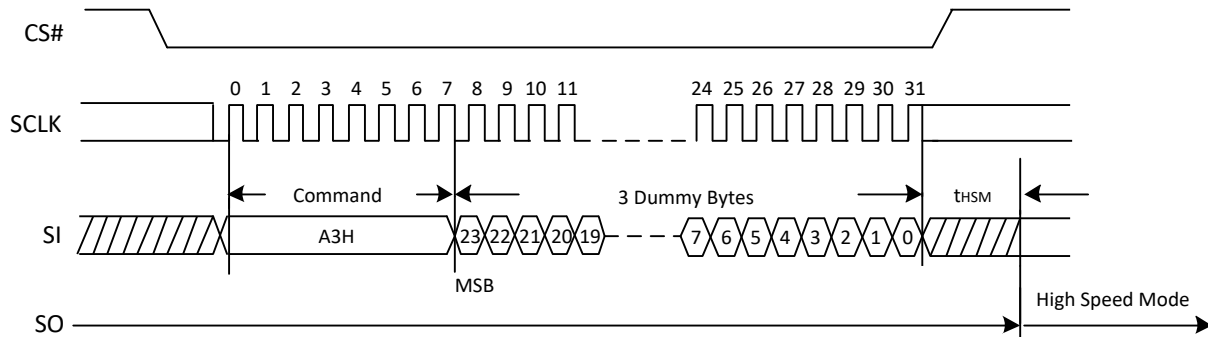 CS#
0 1 2 3 4 5 6 7 8 9 10 11 24 25 26 27 28 29 30 31
SCLK
Command 3 Dummy Bytes tHSM
SI A3H 23 22 21 20 19 7 6 5 4 3 2 1 0
MSB
High Speed Mode
SO